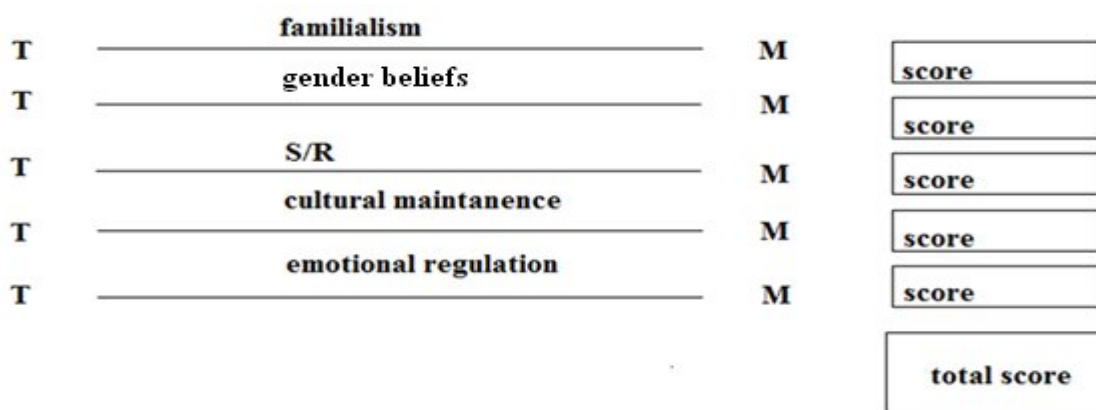 familialism
T M score
gender beliefs
T M score
S/R
T M score
cultural maintanence
T M score
emotional regulation
T M score
total score